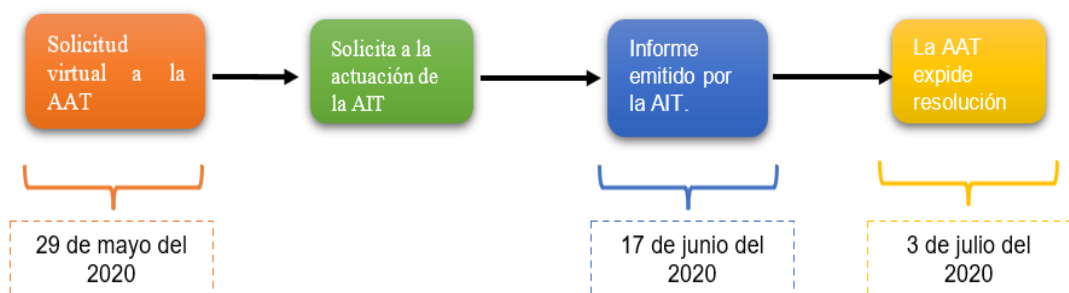 Solicitud
virtual a la
AAT
Solicita a la
actuación de
la AIT
Informe
emitido por
la AIT.
La AAT
expide
resolución
29 de mayo del
2020
17 de junio del
2020
3 de julio del
2020